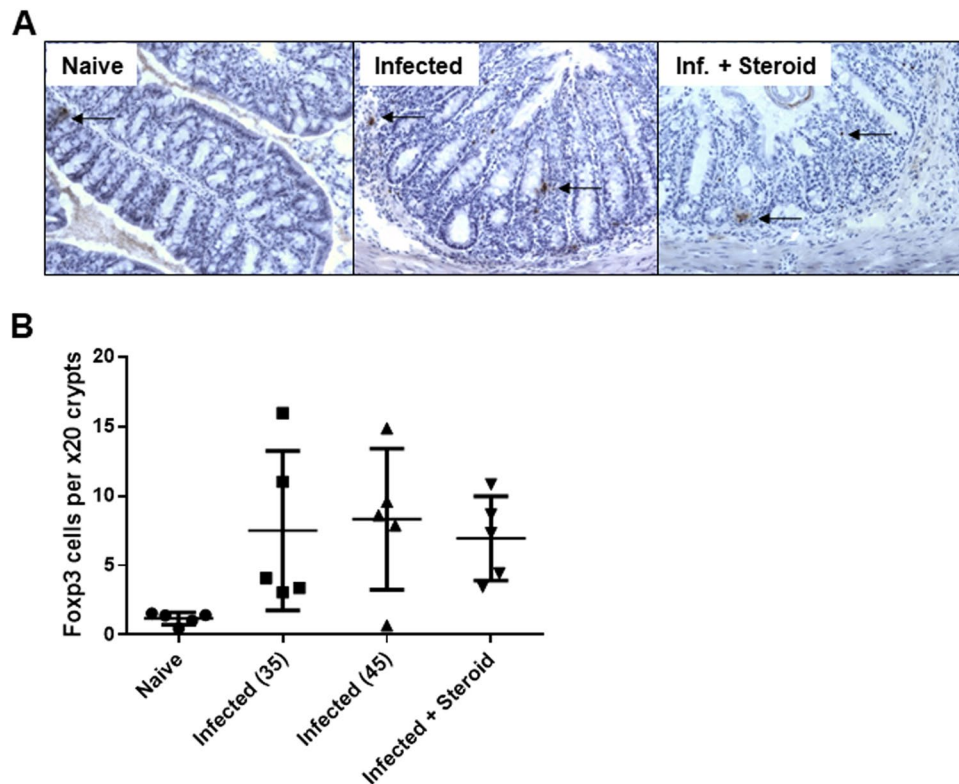 A
Naive
Infected
Inf. + Steroid
B
Foxp3 cells per x20 crypts
20
15
10
5
0
Naive
Infected (35)
Infected (45)
Infected + Steroid